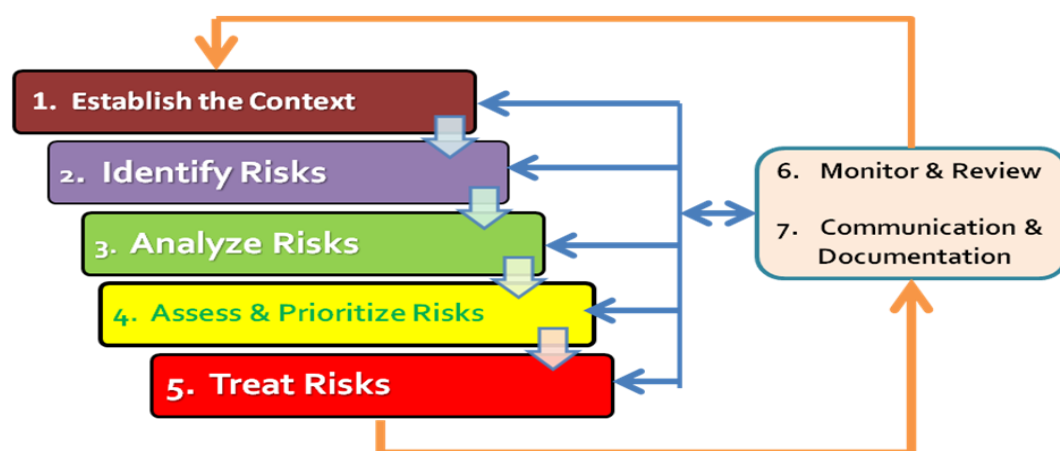 1. Establish the Context
2. Identify Risks
3. Analyze Risks
4. Assess & Prioritize Risks
5. Treat Risks
6. Monitor & Review
7. Communication &
Documentation